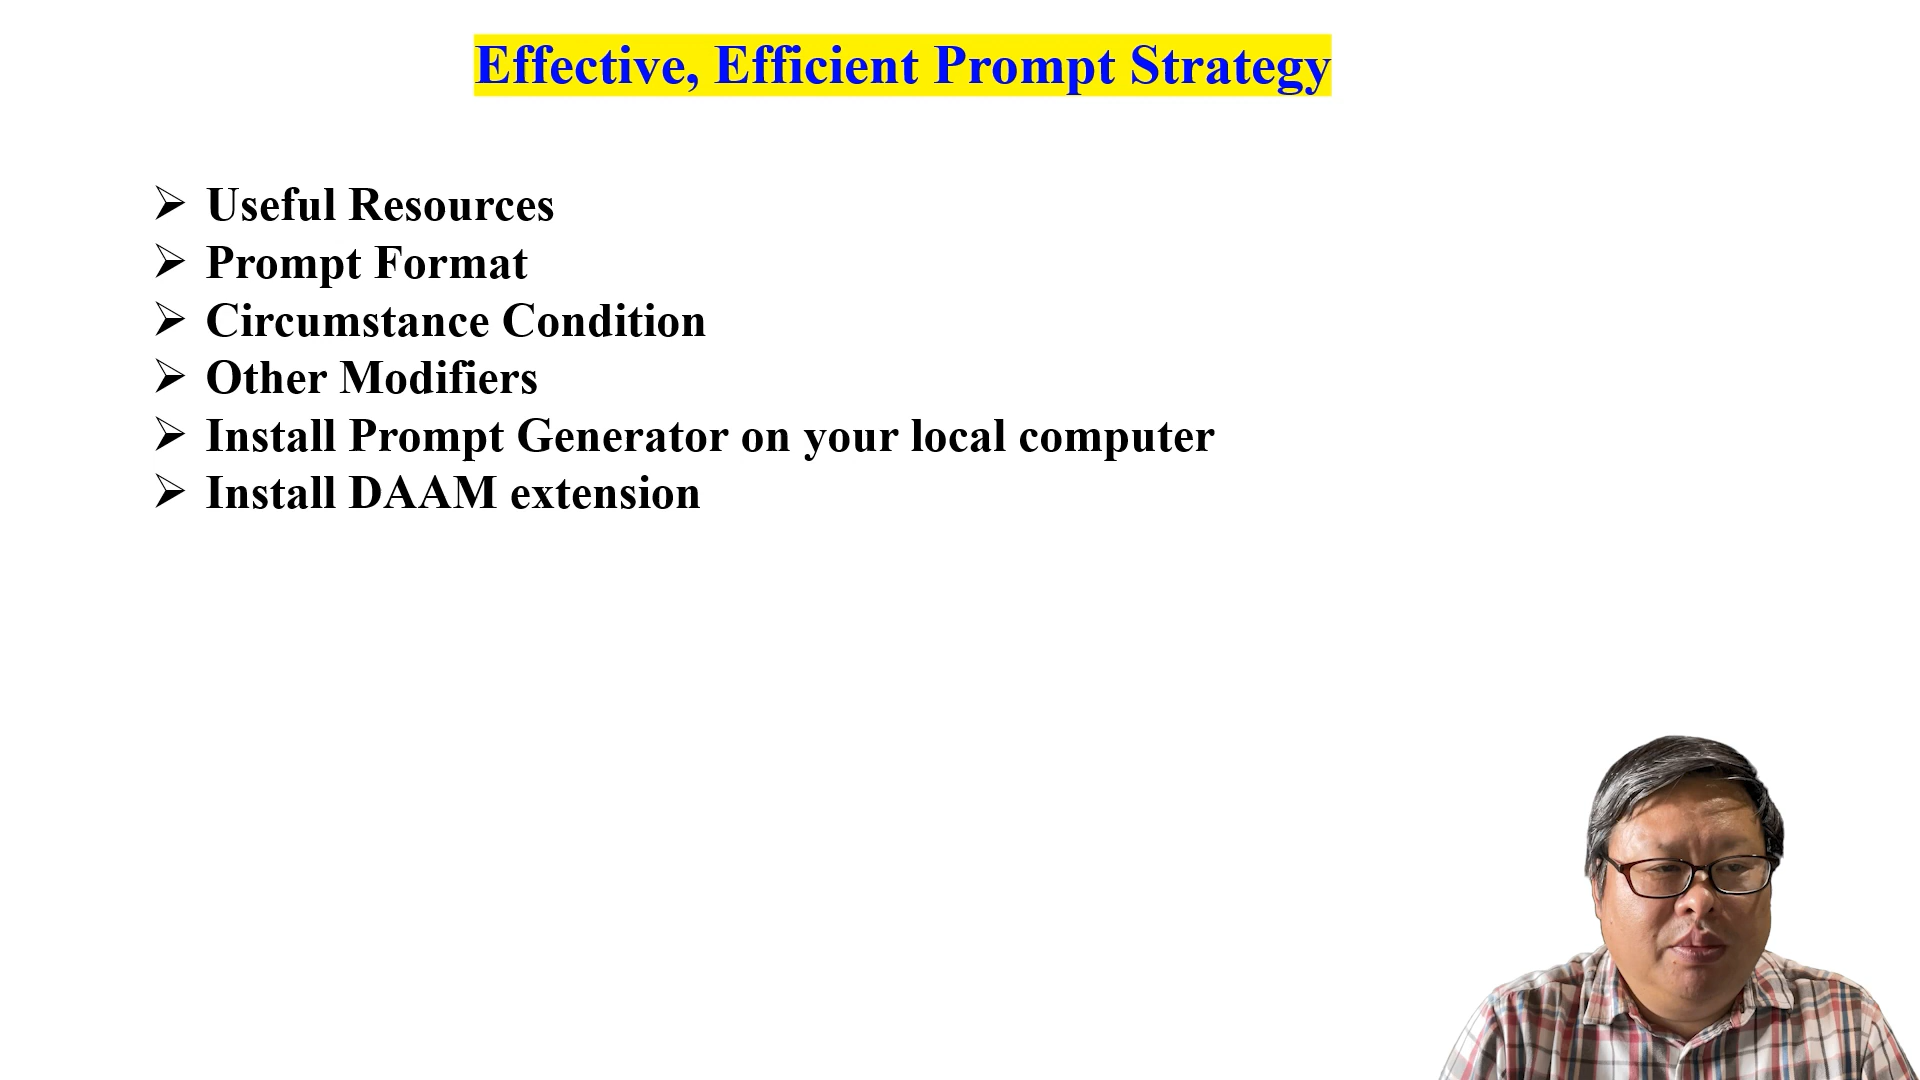 Effective, Efficient Prompt Strategy
➢ Useful Resources
➢ Prompt Format
➢ Circumstance Condition
➢ Other Modifiers
➢ Install Prompt Generator on your local computer
➢ Install DAAM extension